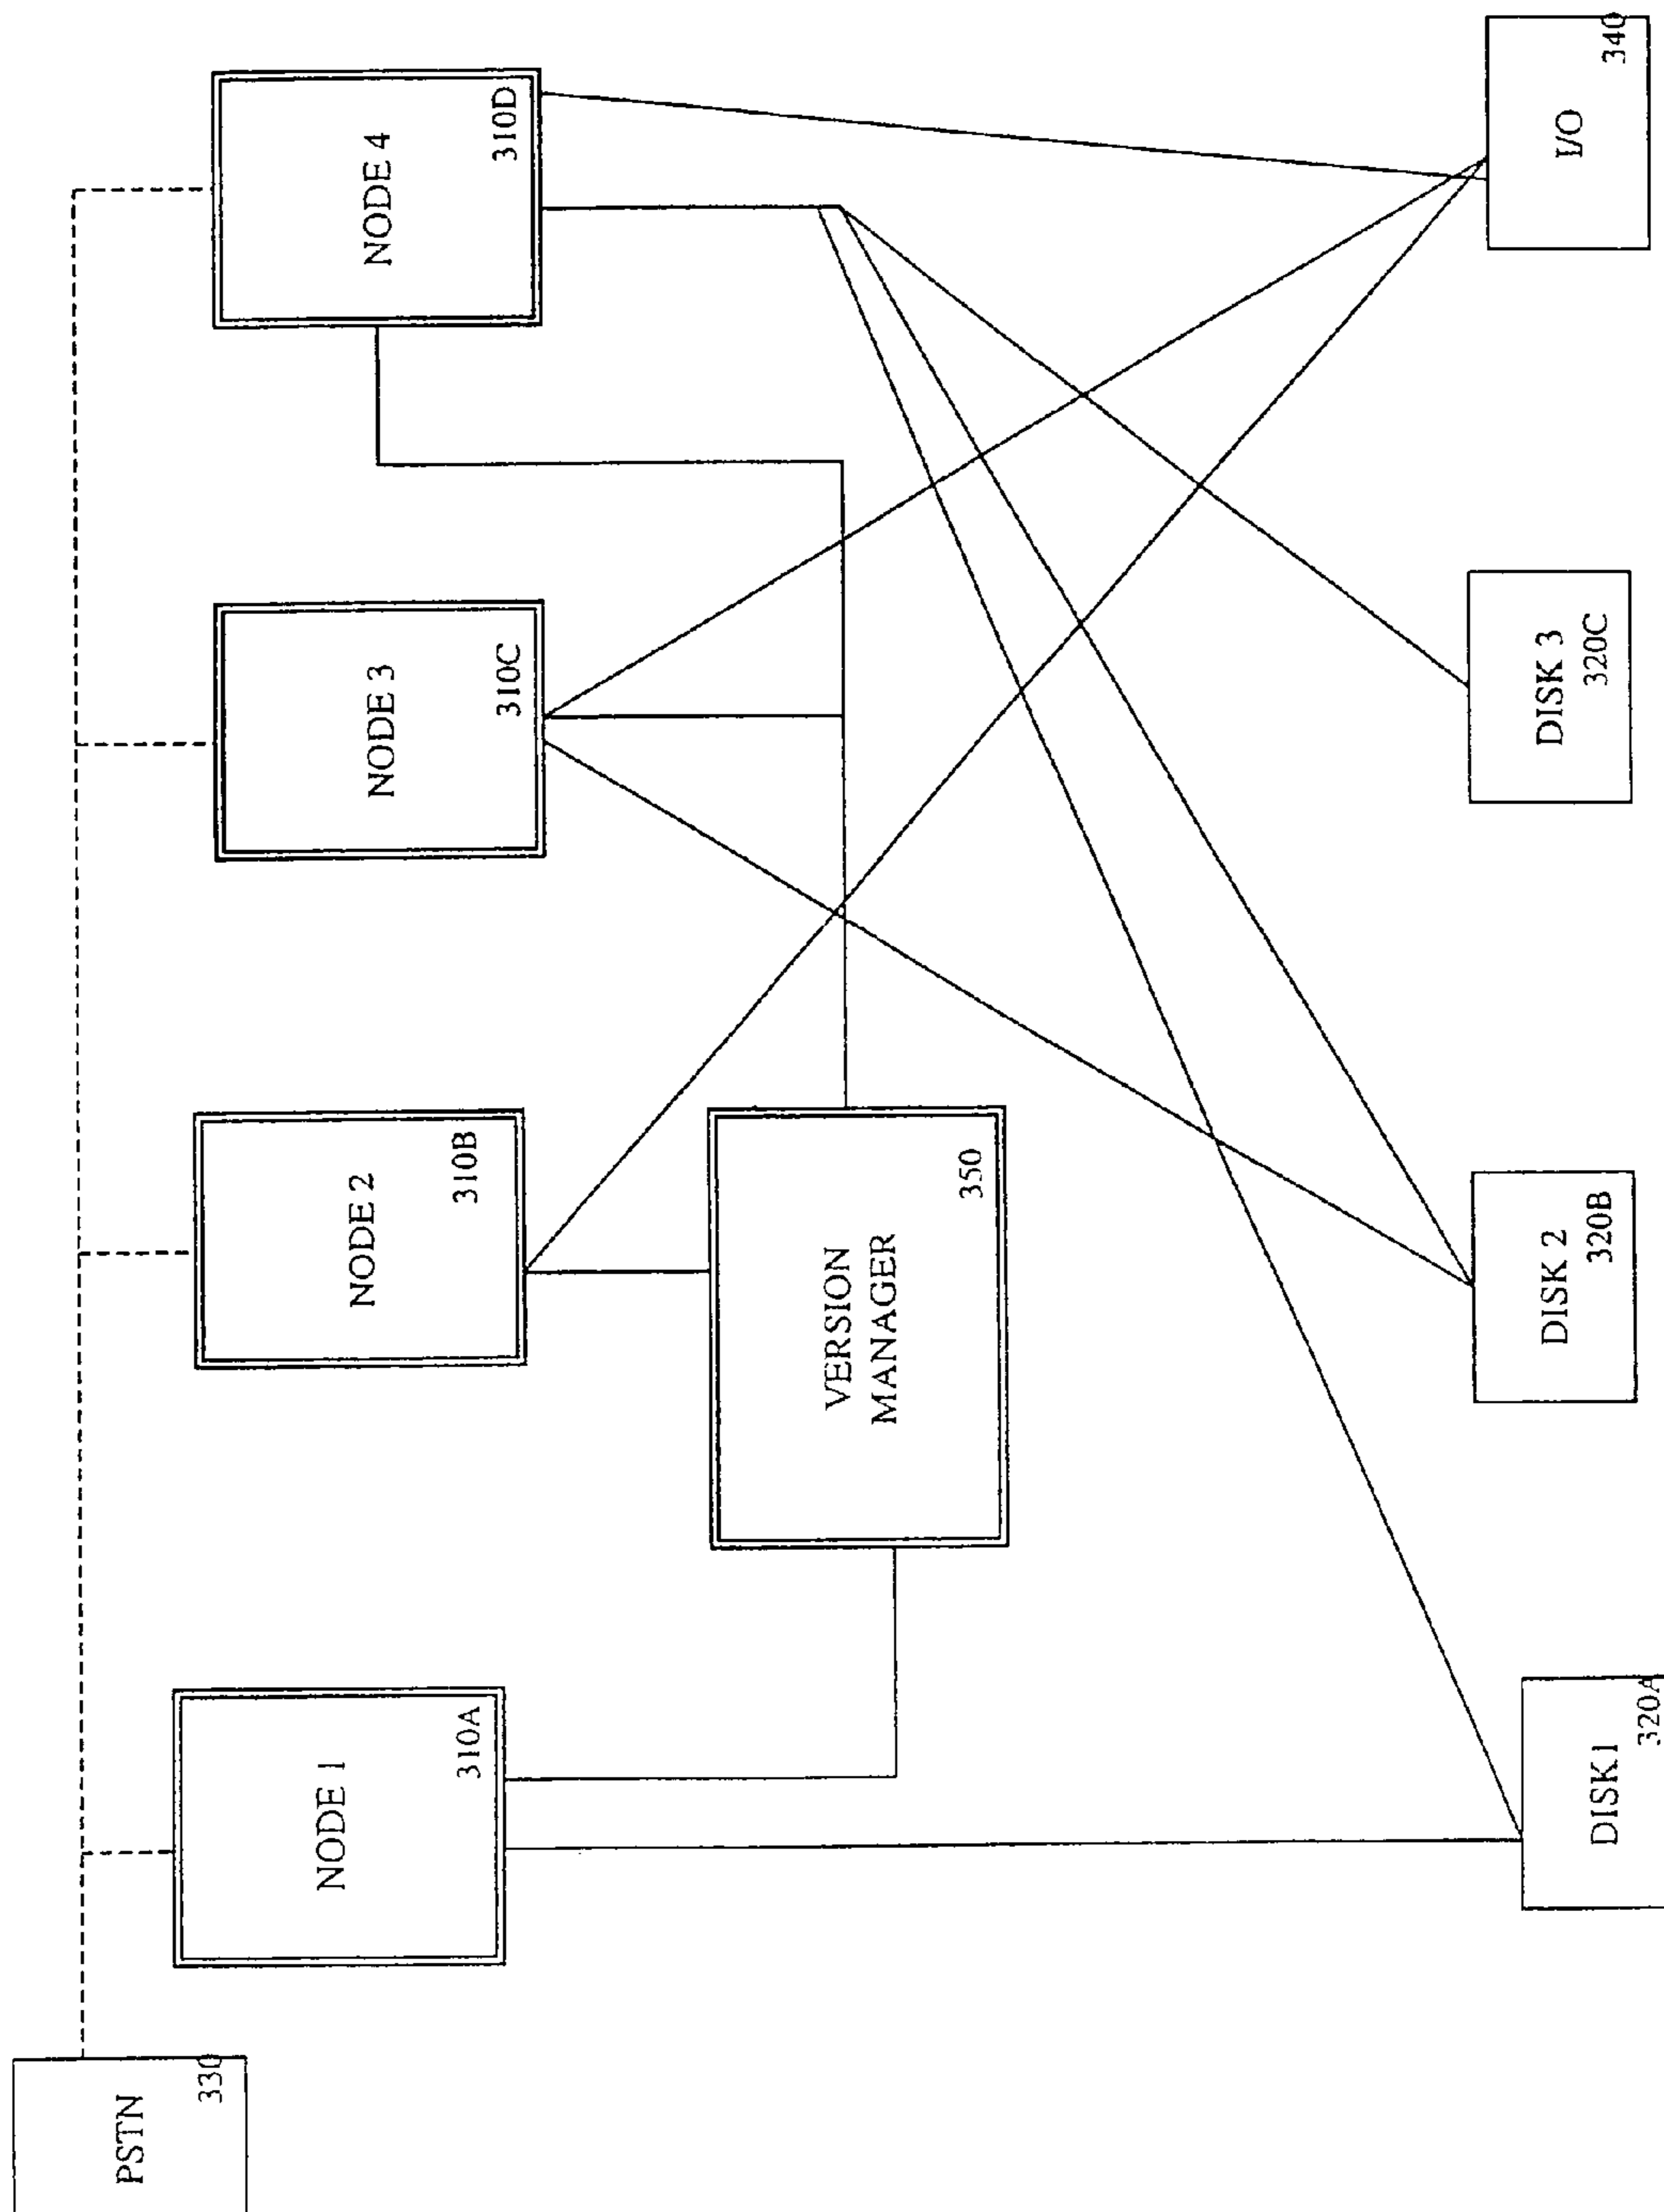 PSTN
330
NODE 1
310A
NODE 2
310B
NODE 3
310C
NODE 4
310D
VERSION
MANAGER
350
DISK1
320A
DISK 2
320B
DISK 3
320C
I/O
340